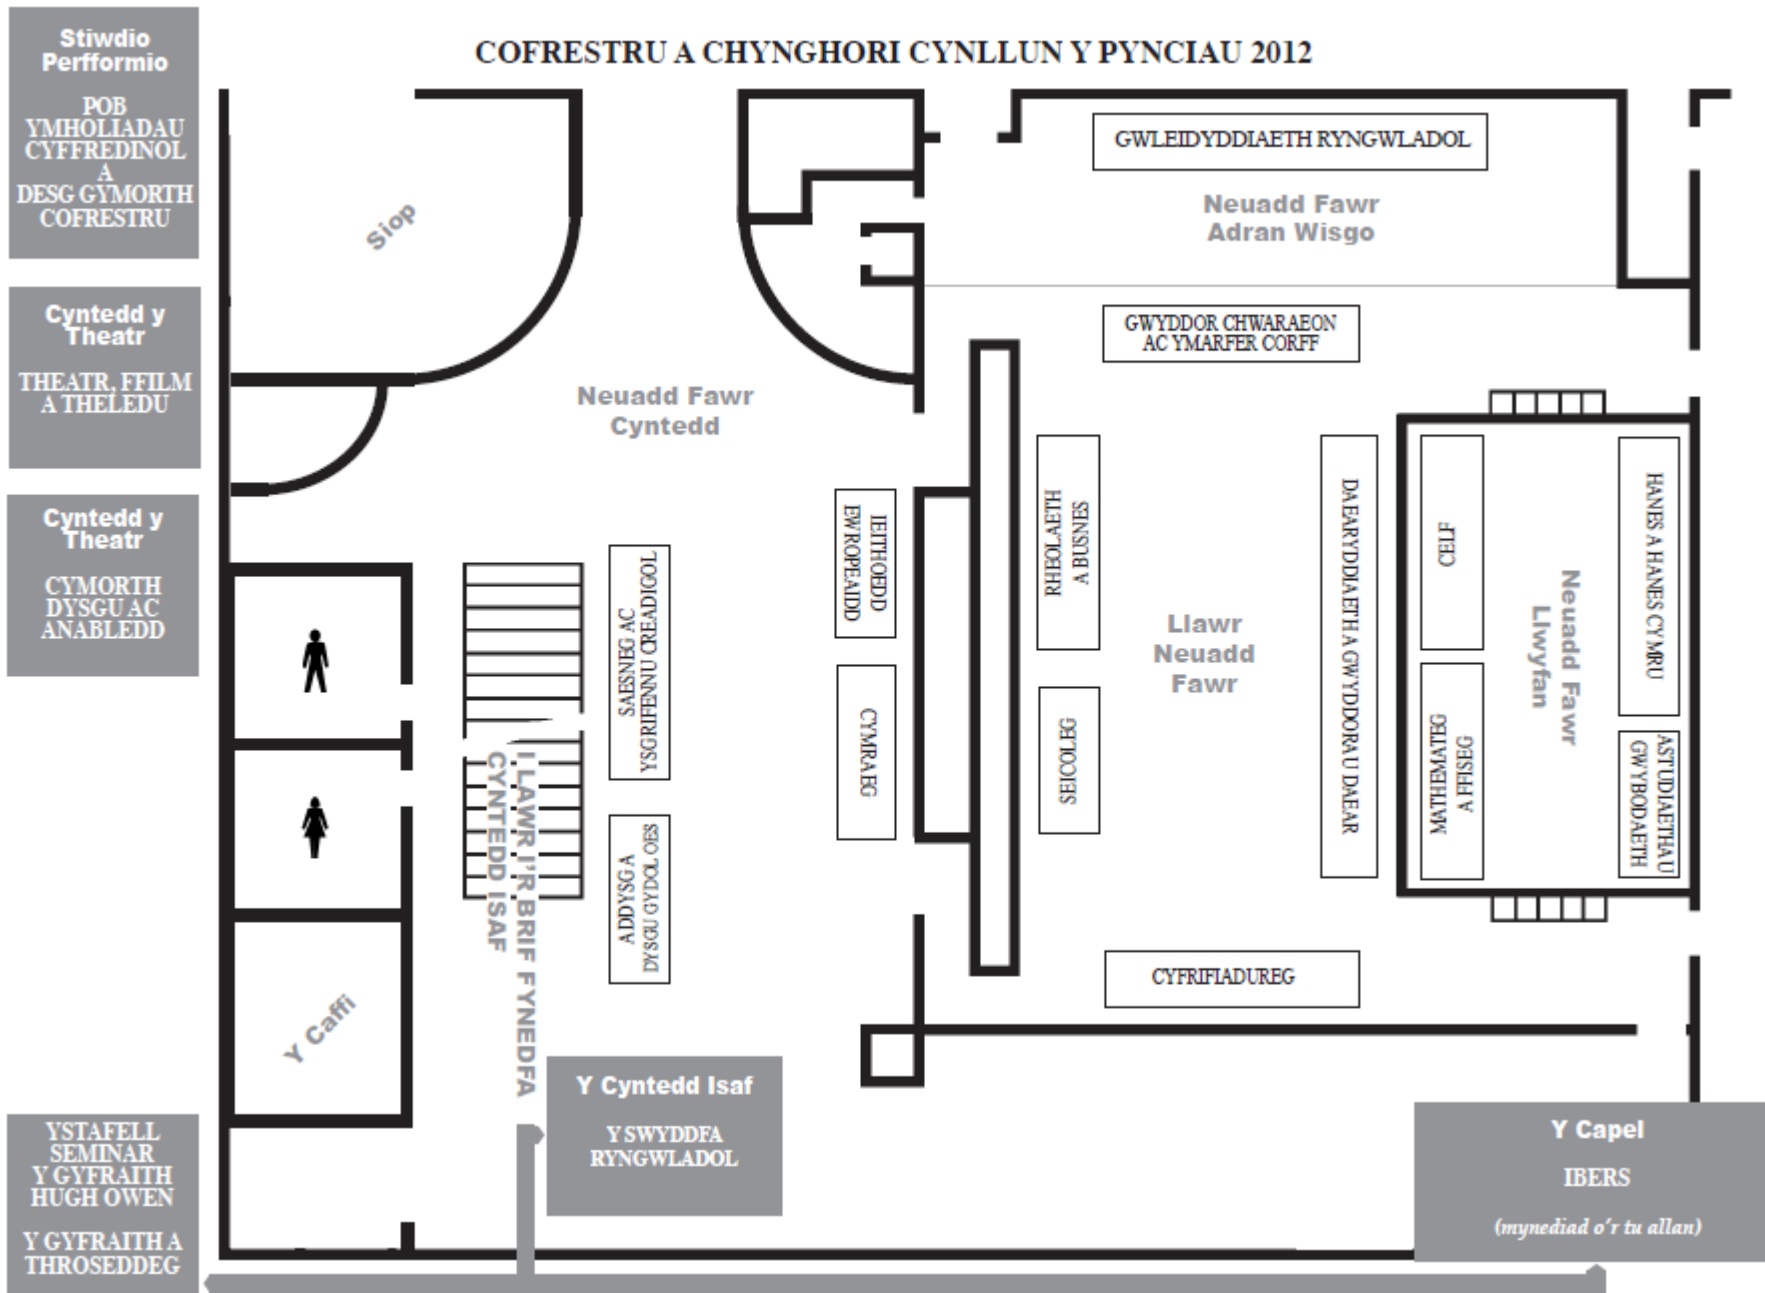 COFRESTRU A CHYNGHORI CYNLLUN Y PYNCIAU 2012
Stiwdio
Perfformio
POB
YMHOLIADAU
CYFFREDINOL
A
DESG GYMORTH
COFRESTRU
Cyntedd y
Theatr
THEATR, FFILM
A THELEDU
Cyntedd y
Theatr
CYMORTH
DYSGU AC
ANABLEDD
YSTAFELL
SEMINAR
Y GYFRAITH
HUGH OWEN
Y GYFRAITH A
THROSEDDEG
Siop
Neuadd Fawr
Cyntedd
I LAWR I'R BRIF FYNEDFA
CYNTEDD ISAF
Y Caffi
SAESNEG AC
YSGRIFENNU CREADIGOL
ADDYSG A
DYSGU GYDOL OES
IEITHOEDD
EWROPEAIDD
CYMRAEG
Y Cyntedd Isaf
Y SWYDDFA
RYNGWLADOL
GWLEIDYDDIAETH RYNGWLADOL
Neuadd Fawr
Adran Wisgo
GWYDDOR CHWARAEON
AC YMARFER CORFF
RHEOLAETH
A BUSNES
SEICOLEG
Llawr
Neuadd
Fawr
DAEARYDDIAETH A GWYDDORAU DAEAR
CELF
MATHEMATEG
A FFISEG
Neuadd Fawr
Llwyfan
HANES A HANES CYMRU
ASTUDIAETHAU
GWYBODAETH
CYFRIFIADUREG
Y Capel
IBERS
(mynediad o'r tu allan)